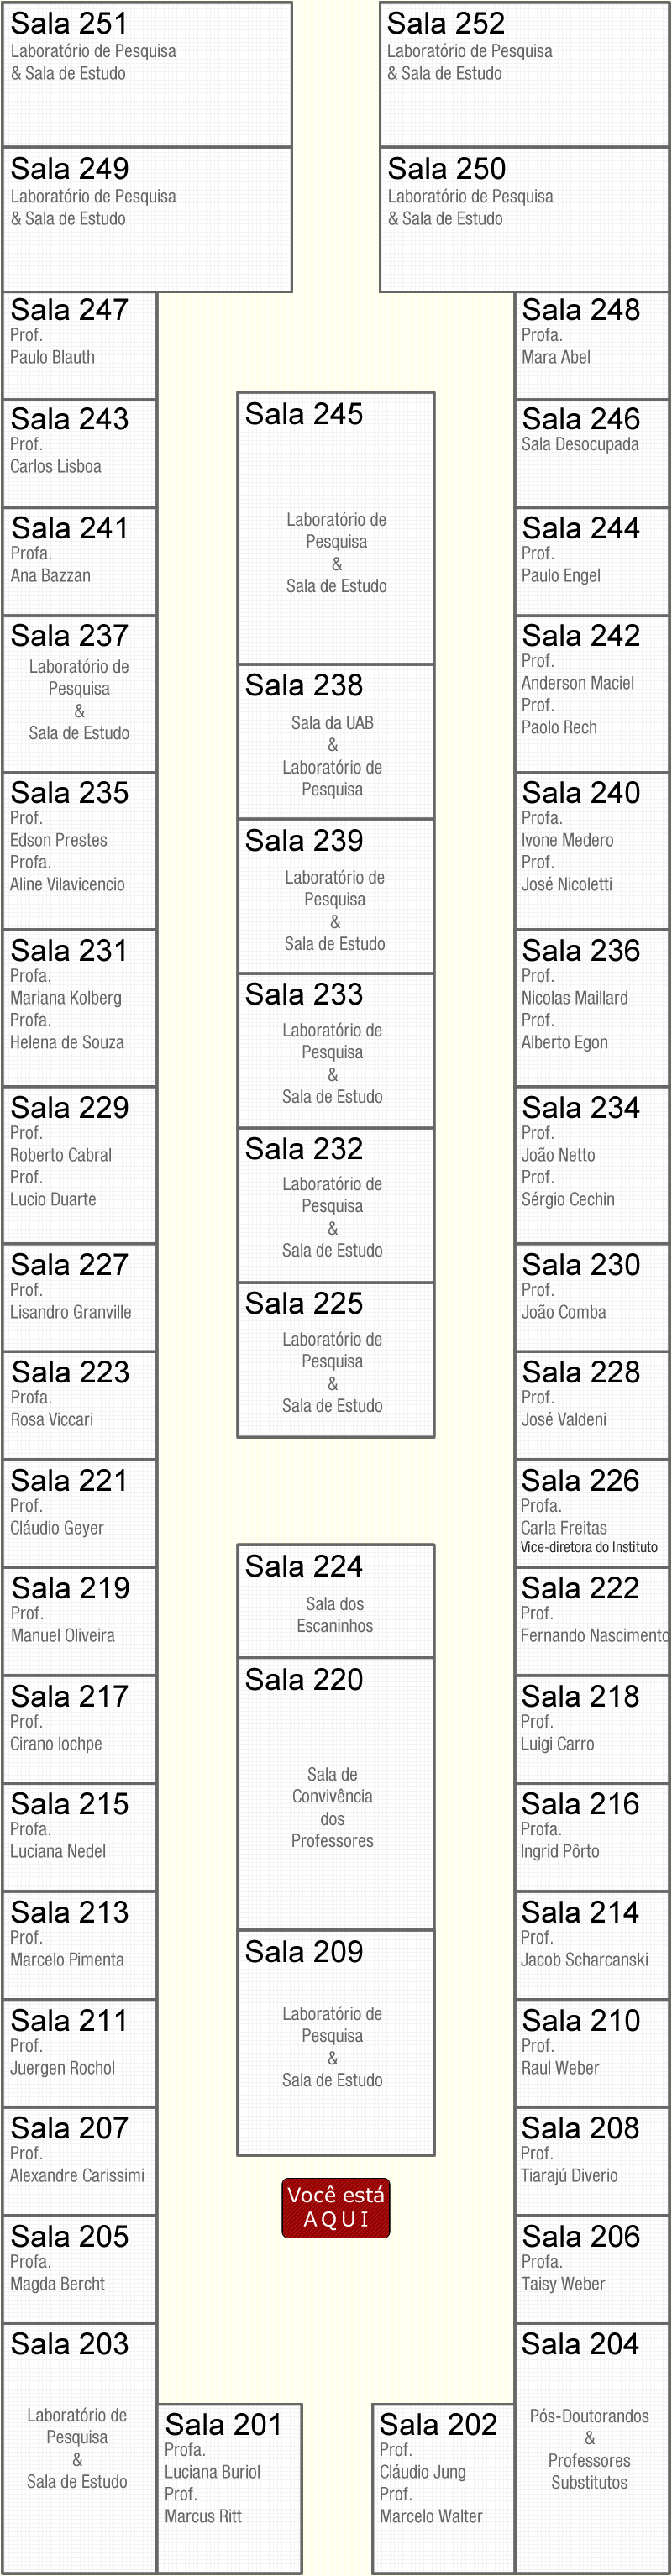 Sala 251
Laboratório de Pesquisa
& Sala de Estudo
Sala 252
Laboratório de Pesquisa
& Sala de Estudo
Sala 249
Laboratório de Pesquisa
& Sala de Estudo
Sala 250
Laboratório de Pesquisa
& Sala de Estudo
Sala 247
Prof.
Paulo Blauth
Sala 243
Prof.
Carlos Lisboa
Sala 241
Profa.
Ana Bazzan
Sala 237
Laboratório de
Pesquisa
&
Sala de Estudo
Sala 235
Prof.
Edson Prestes
Profa.
Aline Vilavicencio
Sala 231
Profa.
Mariana Kolberg
Profa.
Helena de Souza
Sala 229
Prof.
Roberto Cabral
Prof.
Lucio Duarte
Sala 227
Prof.
Lisandro Granville
Sala 223
Profa.
Rosa Viccari
Sala 221
Prof.
Cláudio Geyer
Sala 219
Prof.
Manuel Oliveira
Sala 217
Prof.
Cirano Iochpe
Sala 215
Profa.
Luciana Nedel
Sala 213
Prof.
Marcelo Pimenta
Sala 211
Prof.
Juergen Rochol
Sala 207
Prof.
Alexandre Carissimi
Sala 205
Profa.
Magda Bercht
Sala 203
Laboratório de
Pesquisa
&
Sala de Estudo
Sala 201
Profa.
Luciana Buriol
Prof.
Marcus Ritt
Sala 245
Laboratório de
Pesquisa
&
Sala de Estudo
Sala 238
Sala da UAB
&
Laboratório de
Pesquisa
Sala 239
Laboratório de
Pesquisa
&
Sala de Estudo
Sala 233
Laboratório de
Pesquisa
&
Sala de Estudo
Sala 232
Laboratório de
Pesquisa
&
Sala de Estudo
Sala 225
Laboratório de
Pesquisa
&
Sala de Estudo
Sala 224
Sala dos
Escaninhos
Sala 220
Sala de
Convivência
dos
Professores
Sala 209
Laboratório de
Pesquisa
&
Sala de Estudo
Você está
AQUI
Sala 248
Profa.
Mara Abel
Sala 246
Sala Desocupada
Sala 244
Prof.
Paulo Engel
Sala 242
Prof.
Anderson Maciel
Prof.
Paolo Rech
Sala 240
Profa.
Ivone Medero
Prof.
José Nicoletti
Sala 236
Prof.
Nicolas Maillard
Prof.
Alberto Egon
Sala 234
Prof.
João Netto
Prof.
Sérgio Cechin
Sala 230
Prof.
João Comba
Sala 228
Prof.
José Valdeni
Sala 226
Profa.
Carla Freitas
Vice-diretora do Instituto
Sala 222
Prof.
Fernando Nascimento
Sala 218
Prof.
Luigi Carro
Sala 216
Profa.
Ingrid Pôrto
Sala 214
Prof.
Jacob Scharcanski
Sala 210
Prof.
Raul Weber
Sala 208
Prof.
Tiarajú Diverio
Sala 206
Profa.
Taisy Weber
Sala 204
Pós-Doutorandos
&
Professores
Substitutos
Sala 202
Prof.
Cláudio Jung
Prof.
Marcelo Walter